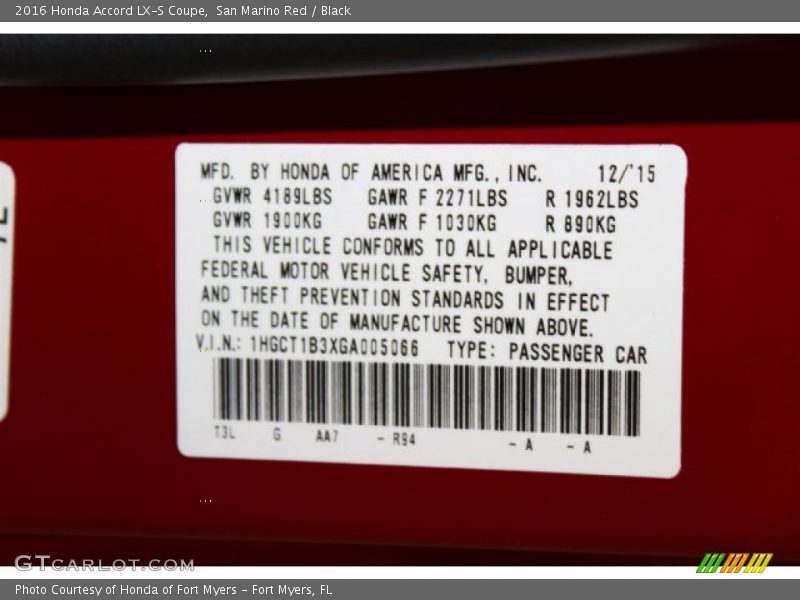 2016 Honda Accord LX-S Coupe, San Marino Red / Black
MFD. BY HONDA OF AMERICA MFG., INC. 12/'15
GVWR 4189LBS GAWR F 2271LBS R 1962LBS
GVWR 1900KG GAWR F 1030KG R 890KG
THIS VEHICLE CONFORMS TO ALL APPLICABLE
FEDERAL MOTOR VEHICLE SAFETY, BUMPER,
AND THEFT PREVENTION STANDARDS IN EFFECT
ON THE DATE OF MANUFACTURE SHOWN ABOVE.
V.I.N.: 1HGCT1B3XGA005066 TYPE: PASSENGER CAR
T3L G AA7 - R94 - A - A
GTCARLOT.COM
Photo Courtesy of Honda of Fort Myers - Fort Myers, FL